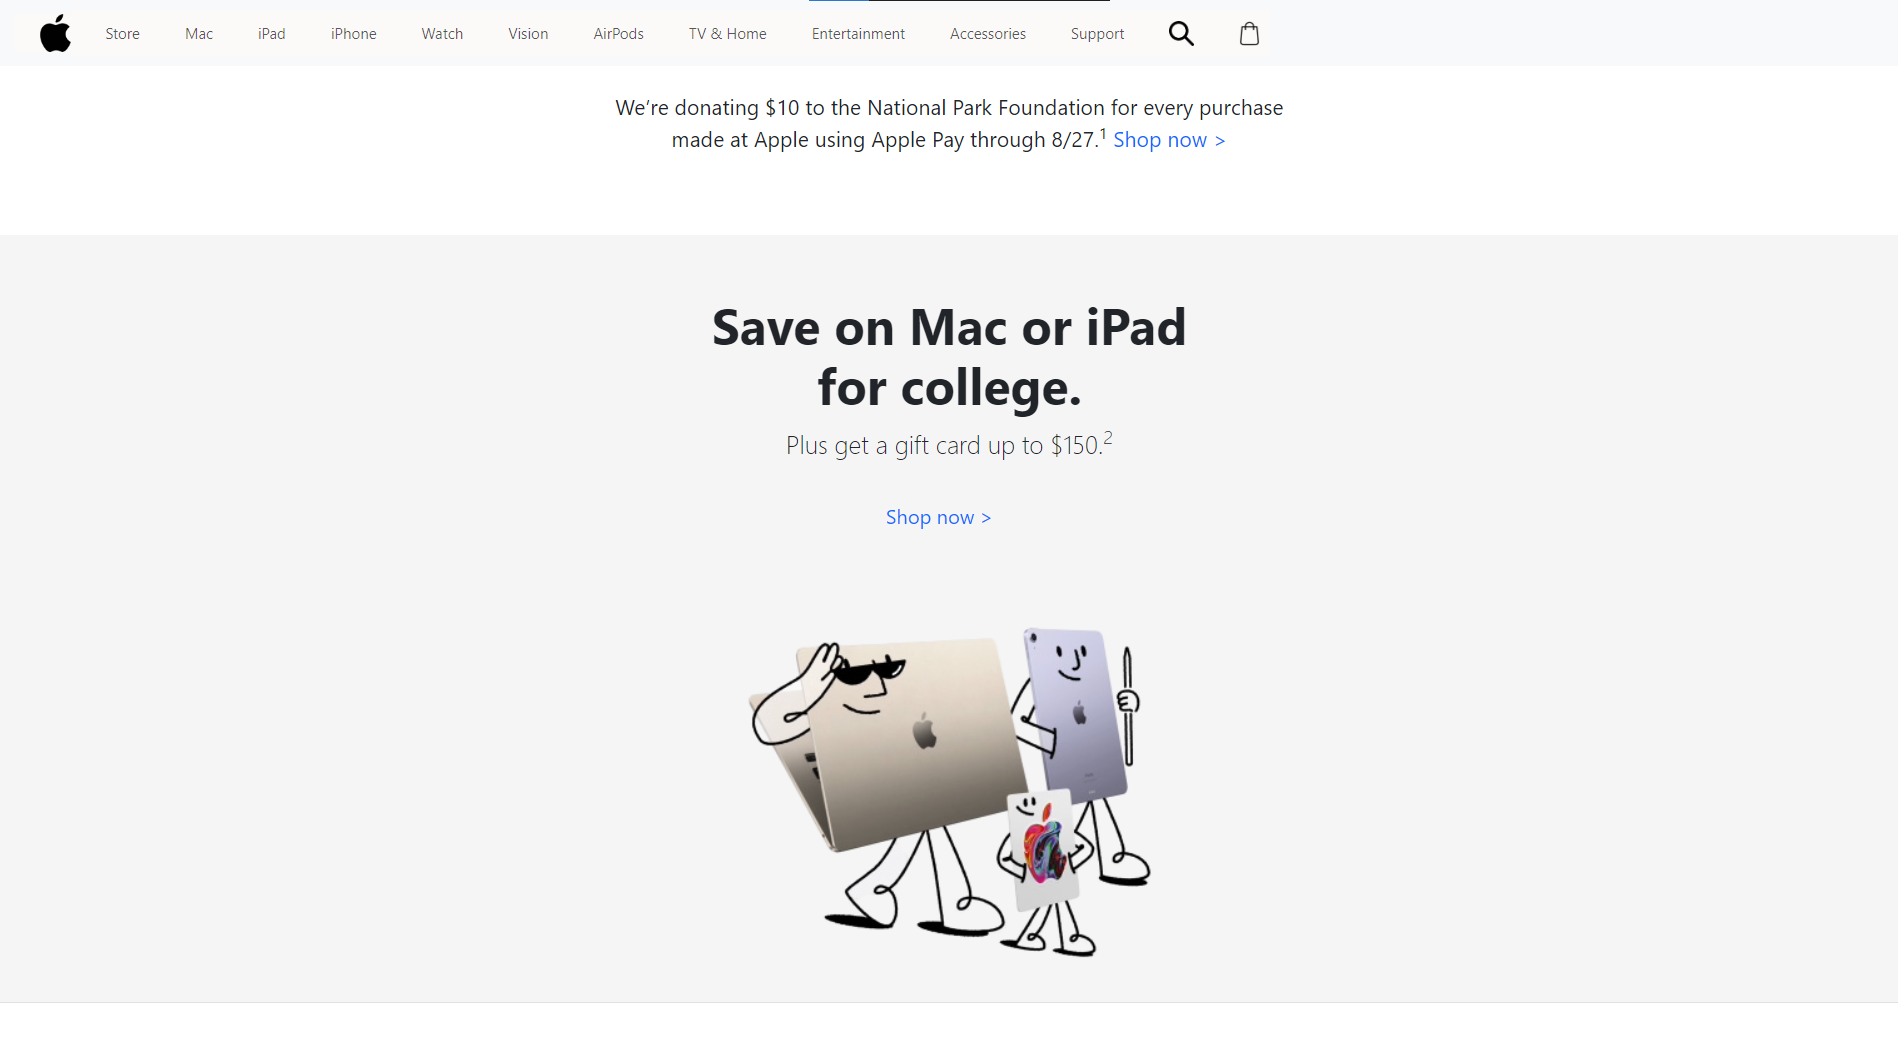 Store Mac iPad iPhone Watch Vision AirPods TV & Home Entertainment Accessories Support
We’re donating $10 to the National Park Foundation for every purchase
made at Apple using Apple Pay through 8/27.¹ Shop now >
Save on Mac or iPad
for college.
Plus get a gift card up to $150.²
Shop now >